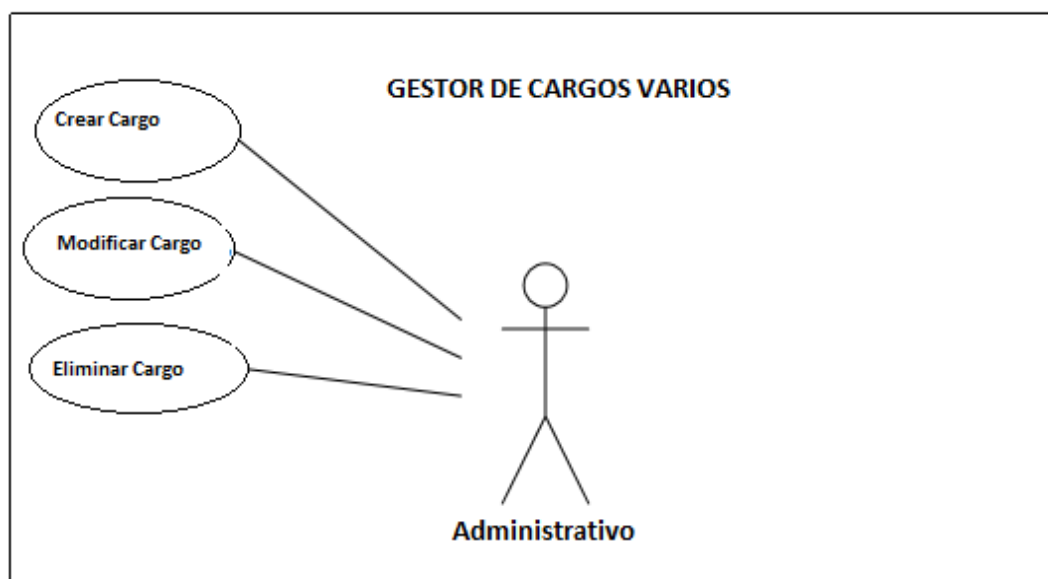 GESTOR DE CARGOS VARIOS
Crear Cargo
Modificar Cargo
Eliminar Cargo
Administrativo